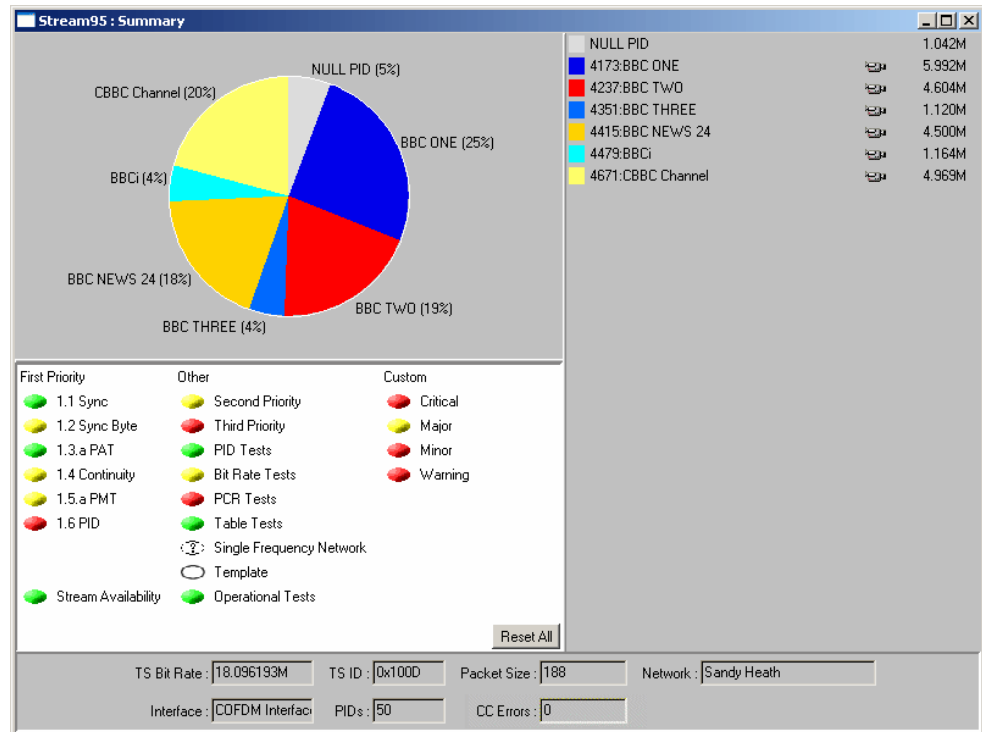 Stream95 : Summary
NULL PID (5%)
CBBC Channel (20%)
BBC ONE (25%)
BBCi (4%)
BBC NEWS 24 (18%)
BBC TWO (19%)
BBC THREE (4%)
NULL PID 1.042M
4173:BBC ONE 5.992M
4237:BBC TWO 4.604M
4351:BBC THREE 1.120M
4415:BBC NEWS 24 4.500M
4479:BBCi 1.164M
4671:CBBC Channel 4.969M
First Priority Other Custom
1.1 Sync Second Priority Critical
1.2 Sync Byte Third Priority Major
1.3.a PAT PID Tests Minor
1.4 Continuity Bit Rate Tests Warning
1.5.a PMT PCR Tests
1.6 PID Table Tests
? Single Frequency Network
Template
Stream Availability Operational Tests
Reset All
TS Bit Rate : 18.096193M TS ID : 0x100D Packet Size : 188 Network : Sandy Heath
Interface : COFDM Interfac PIDs : 50 CC Errors : 0